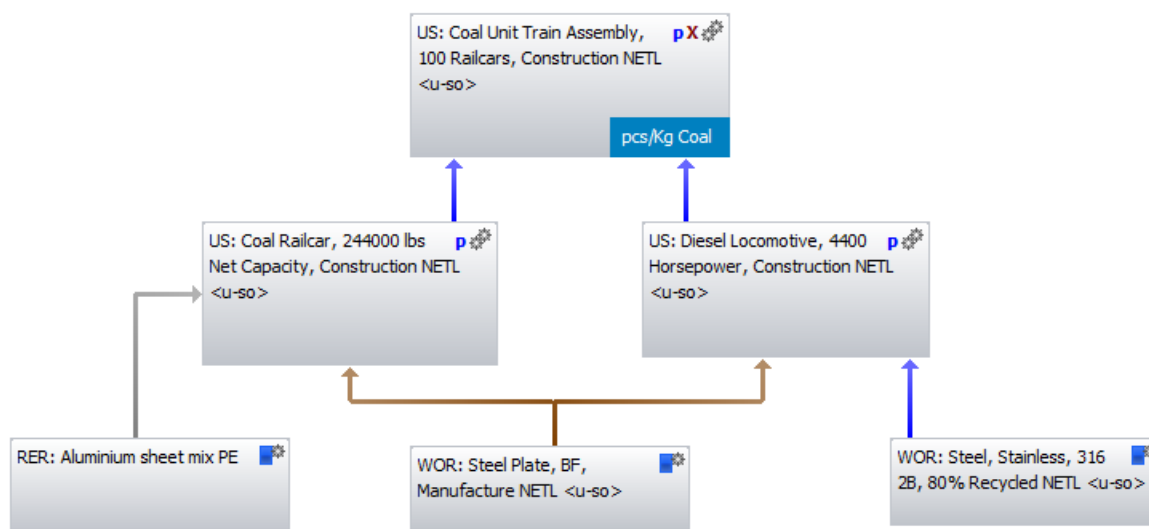 US: Coal Unit Train Assembly, p X
100 Railcars, Construction NETL
<u-so>
pcs/Kg Coal
US: Coal Railcar, 244000 lbs p
Net Capacity, Construction NETL
<u-so>
US: Diesel Locomotive, 4400 p
Horsepower, Construction NETL
<u-so>
RER: Aluminium sheet mix PE
WOR: Steel Plate, BF,
Manufacture NETL <u-so>
WOR: Steel, Stainless, 316
2B, 80% Recycled NETL <u-so>